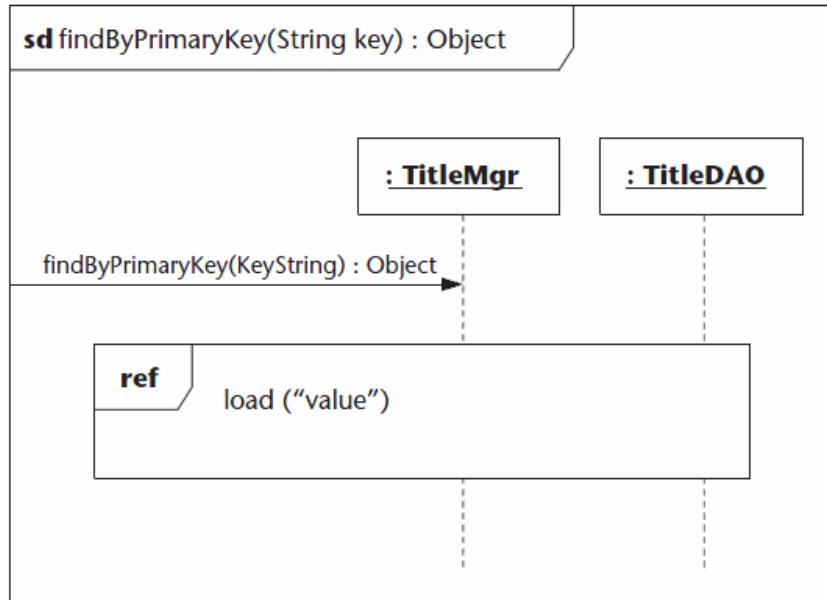 sd findByPrimaryKey(String key) : Object
: TitleMgr
: TitleDAO
findByPrimaryKey(KeyString) : Object
ref
load (“value”)